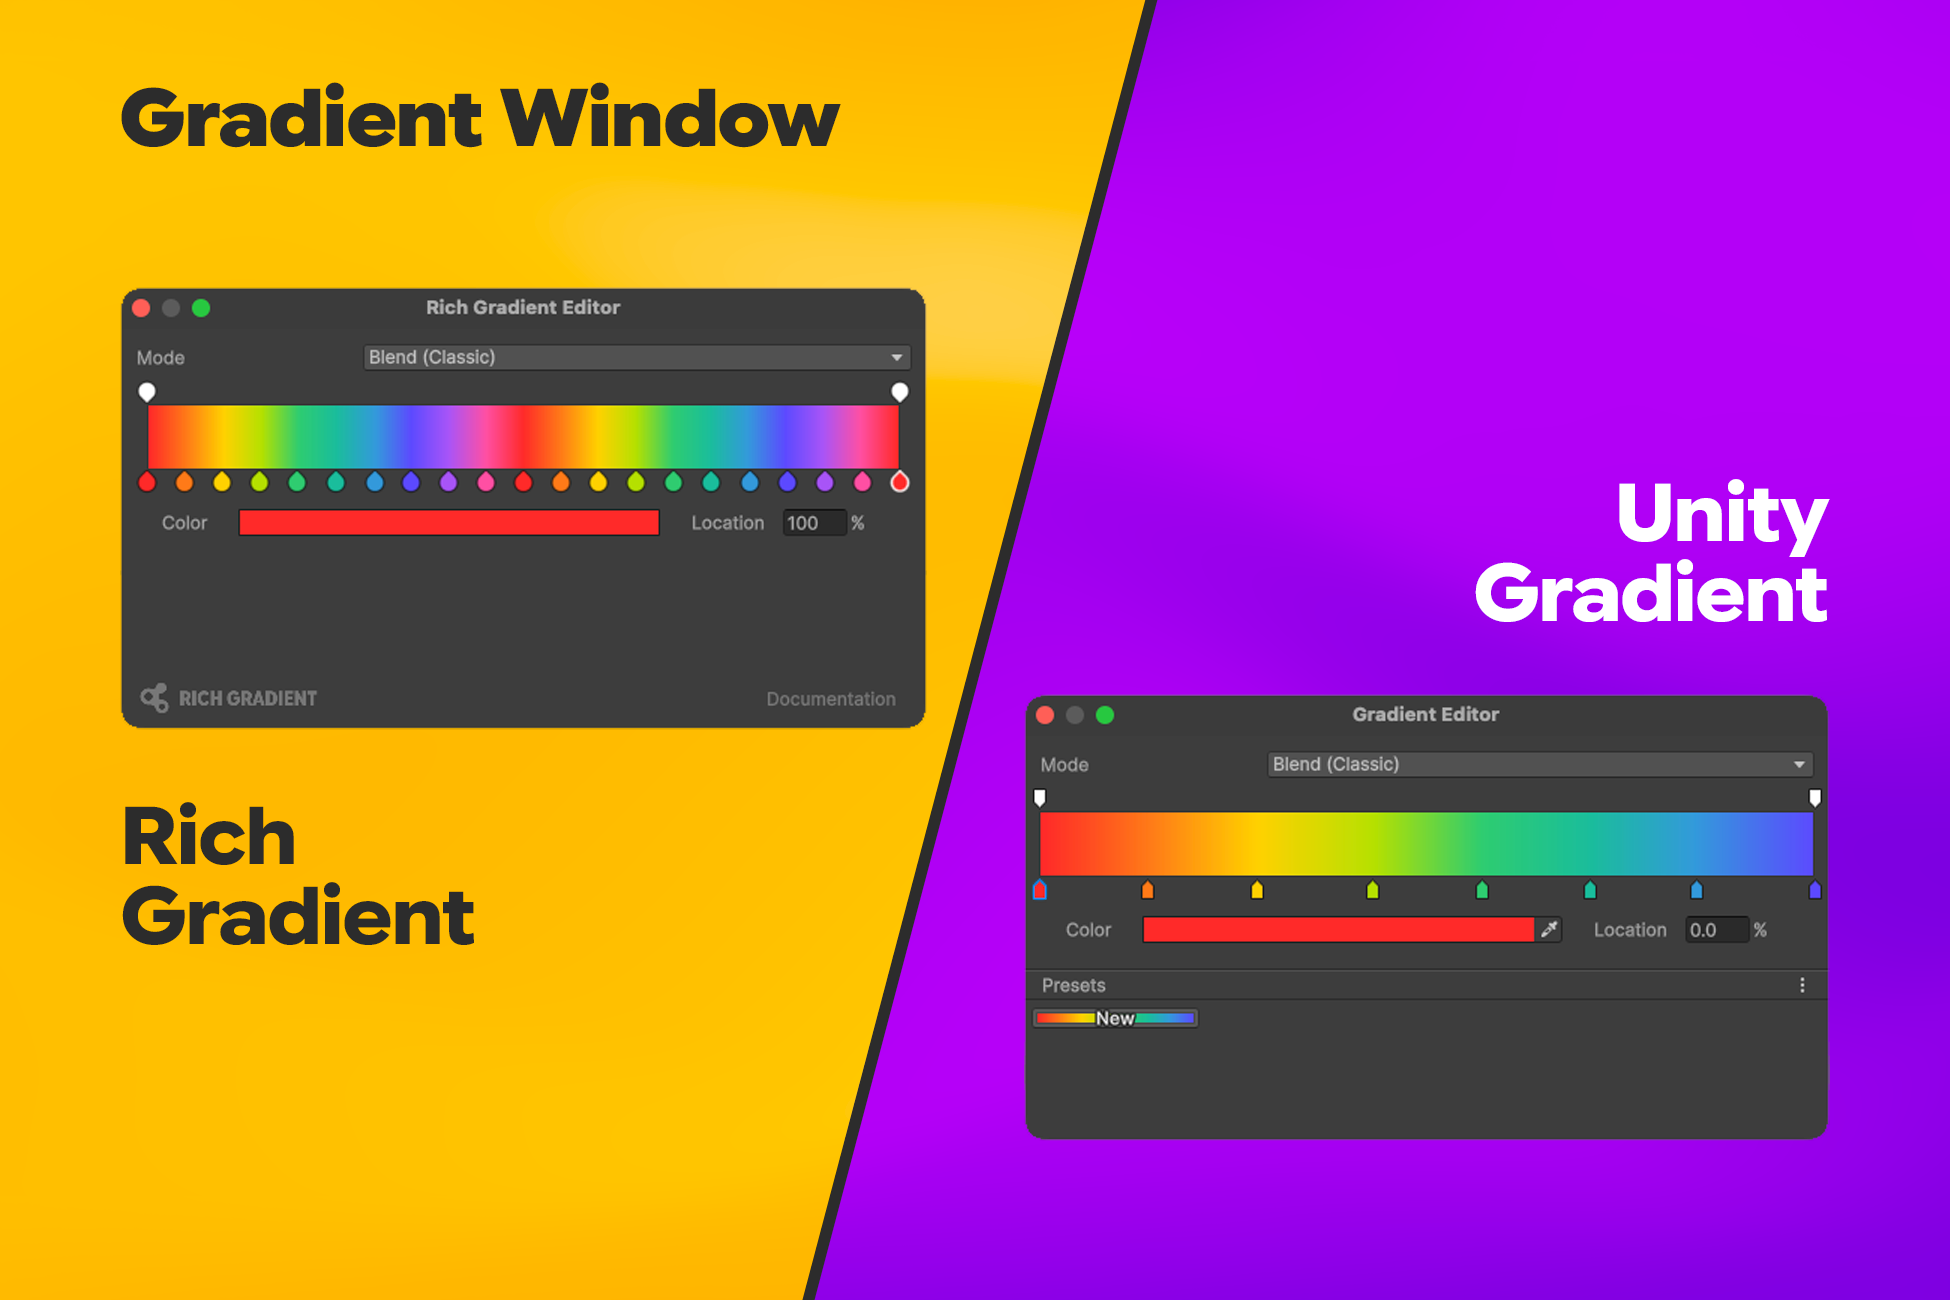 Gradient Window
Rich Gradient Editor
Mode
Blend (Classic)
Color
Location
100
%
RICH GRADIENT
Documentation
Rich
Gradient
Unity
Gradient
Gradient Editor
Mode
Blend (Classic)
Color
Location
0.0
%
Presets
New